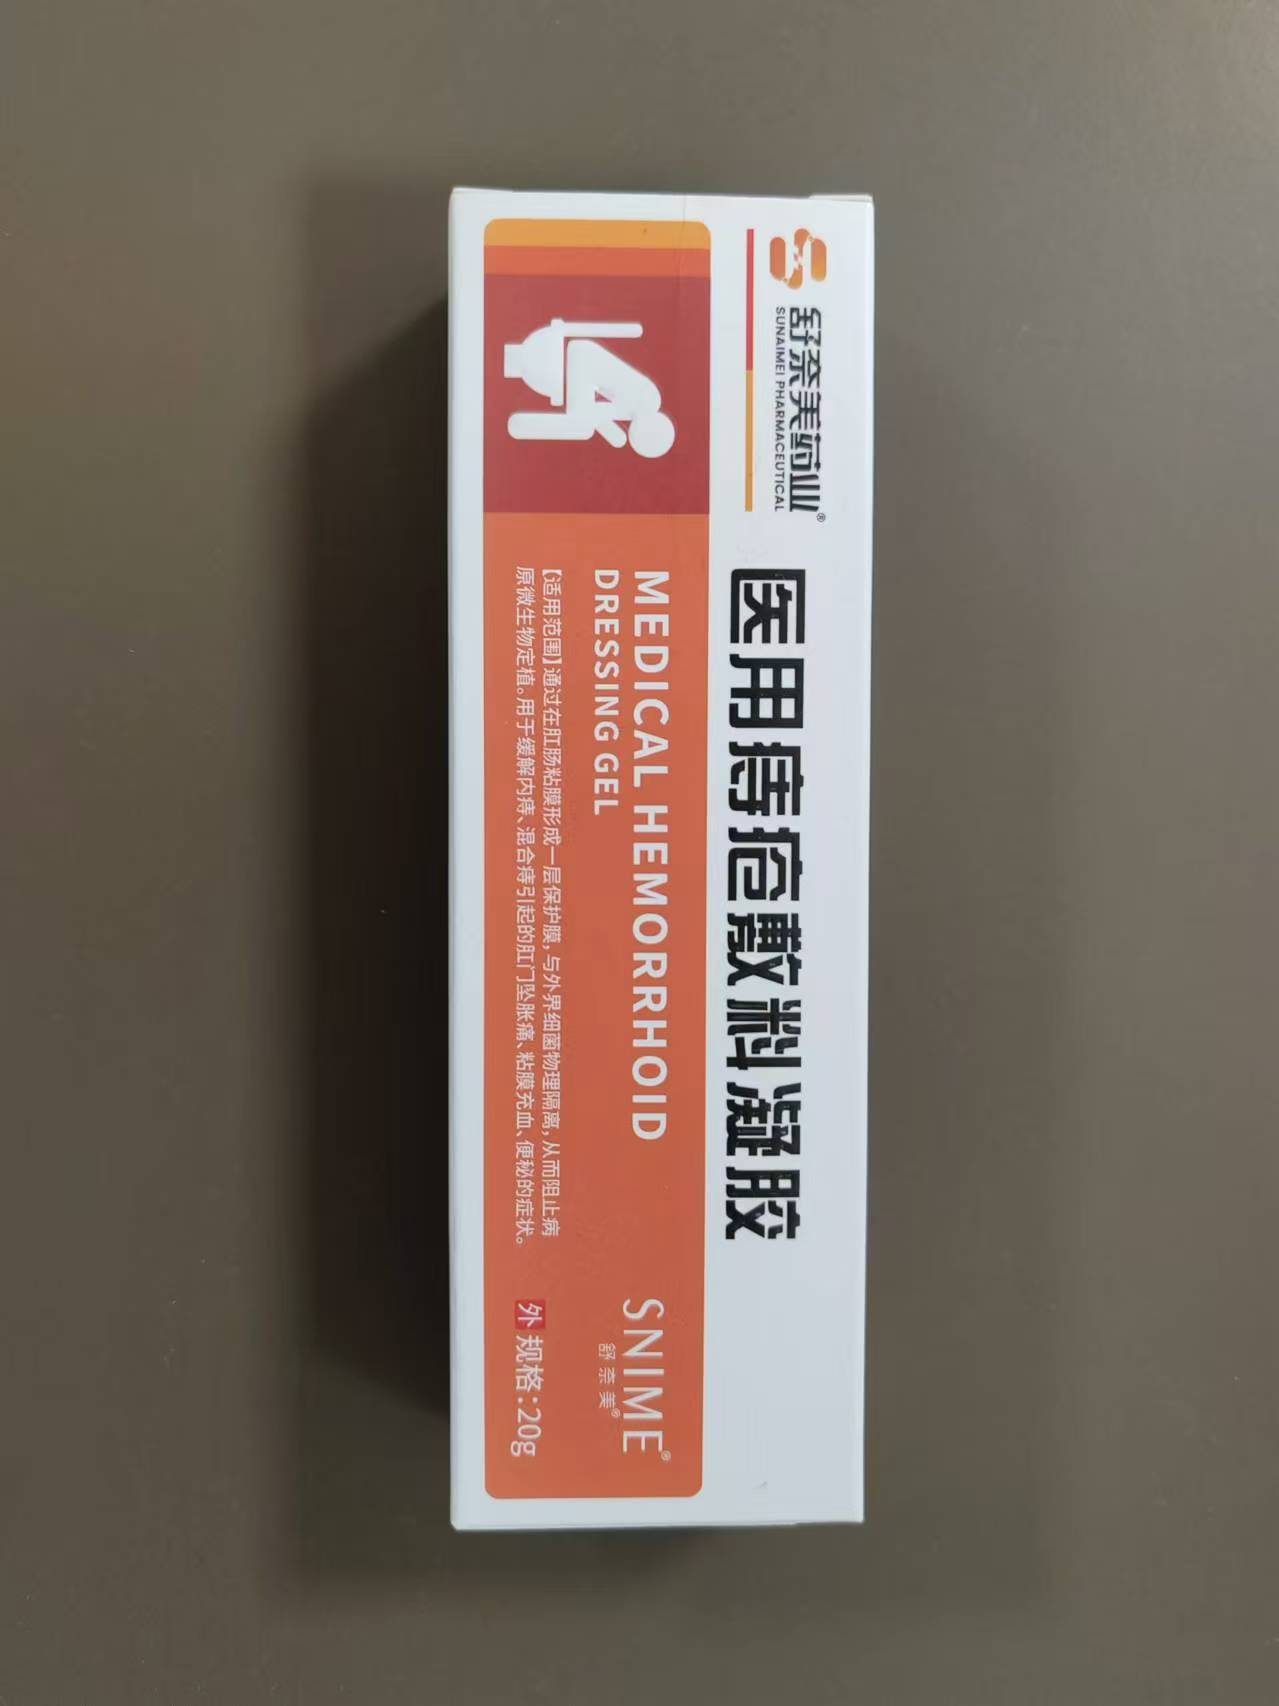 舒奈美药业®
SUNAIMEI PHARMACEUTICAL
医用痔疮敷料凝胶
MEDICAL HEMORRHOID
DRESSING GEL
SNIME®
舒奈美®
【适用范围】通过在肛肠粘膜形成一层保护膜，与外界细菌物理隔离，从而阻止病
原微生物定植。用于缓解内痔、混合痔引起的肛门坠胀痛、粘膜充血、便秘的症状。
外 规格：20g